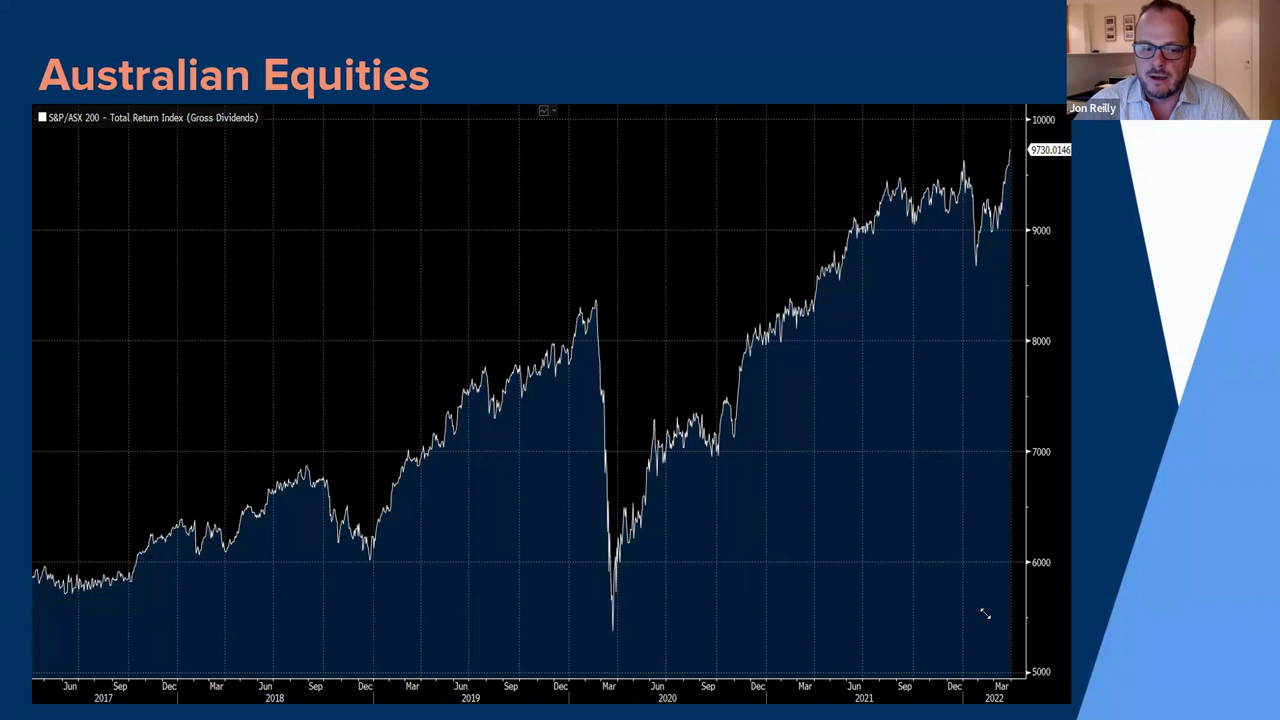 Australian Equities
Jon Reilly
S&P/ASX 200 - Total Return Index (Gross Dividends)
10000
9730.0146
9000
8000
7000
6000
5000
Jun Sep Dec Mar Jun Sep Dec Mar Jun Sep Dec Mar Jun Sep Dec Mar Jun Sep Dec Mar
2017 2018 2019 2020 2021 2022